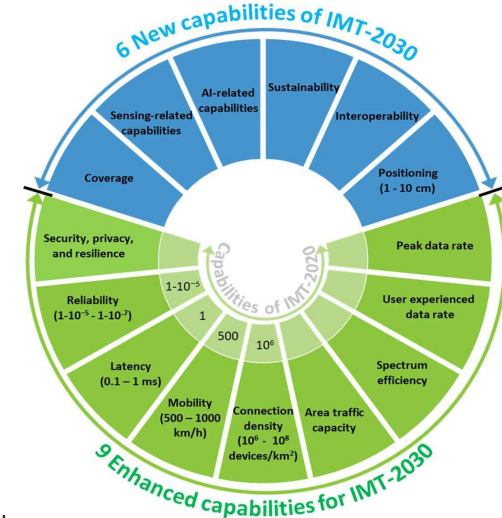 6 New capabilities of IMT-2030
Coverage
Sensing-related
capabilities
AI-related
capabilities
Sustainability
Interoperability
Positioning
(1 - 10 cm)
Peak data rate
User experienced
data rate
Spectrum
efficiency
Area traffic
capacity
Connection
density
(10⁶ - 10⁸
devices/km²)
Mobility
(500 – 1000
km/h)
Latency
(0.1 – 1 ms)
Reliability
(1-10⁻⁵ - 1-10⁻⁷)
Security, privacy,
and resilience
1-10⁻⁵
1
500
10⁶
Capabilities of IMT-2020
9 Enhanced capabilities for IMT-2030